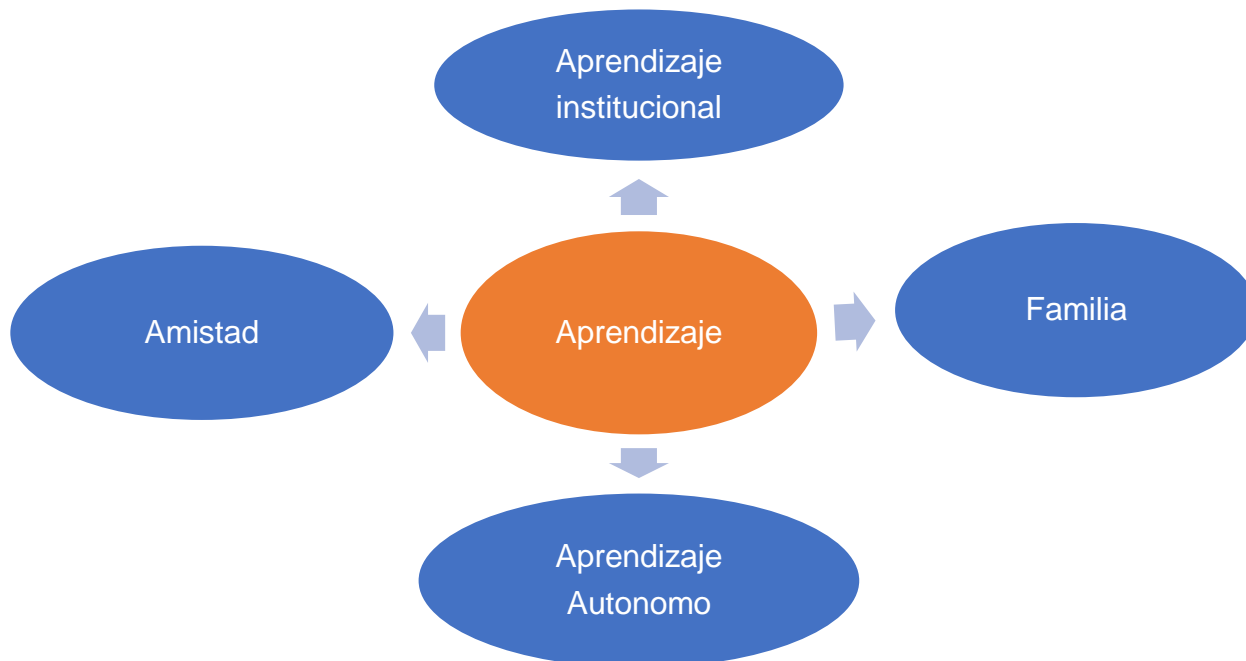 Aprendizaje
institucional
Amistad
Aprendizaje
Familia
Aprendizaje
Autonomo